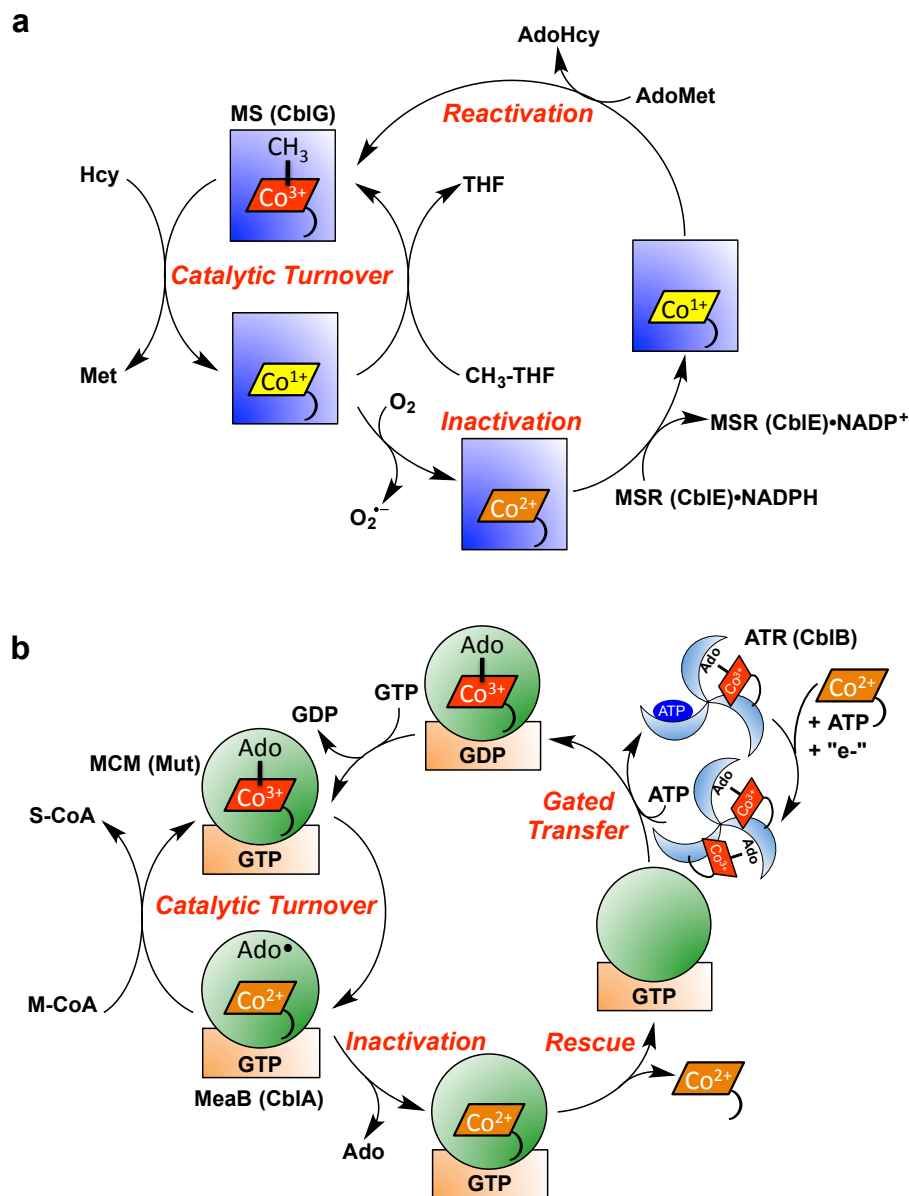 a
AdoHcy
AdoMet
Reactivation
MS (CblG)
CH₃
Co³⁺
Hcy
THF
Catalytic Turnover
Co¹⁺
Co¹⁺
Met
CH₃-THF
O₂
Inactivation
MSR (CblE)•NADP⁺
Co²⁺
MSR (CblE)•NADPH
O₂•−
b
ATR (CblB)
Ado
Co³⁺
ATP
Co²⁺
+ ATP
+ "e-"
Ado
Co³⁺
GDP
GTP
GDP
MCM (Mut)
Ado
Co³⁺
GTP
Gated
Transfer
ATP
Ado
Co³⁺
Co³⁺
Ado
S-CoA
Catalytic Turnover
Ado•
Co²⁺
GTP
M-CoA
MeaB (CblA)
GTP
Inactivation
Rescue
Ado
Co²⁺
GTP
Co²⁺